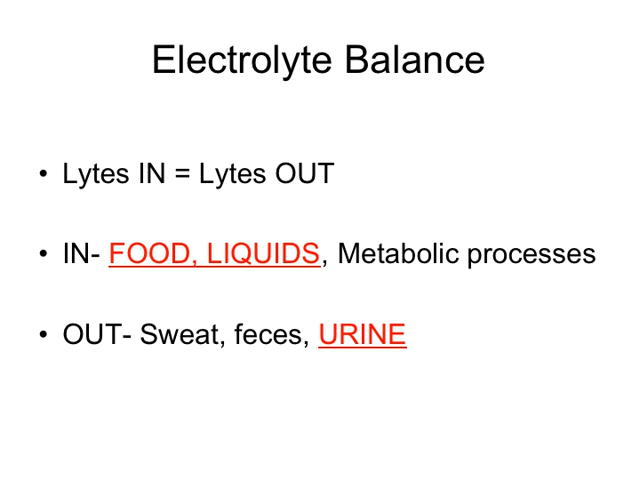 Electrolyte Balance
• Lytes IN = Lytes OUT
• IN- FOOD, LIQUIDS, Metabolic processes
• OUT- Sweat, feces, URINE